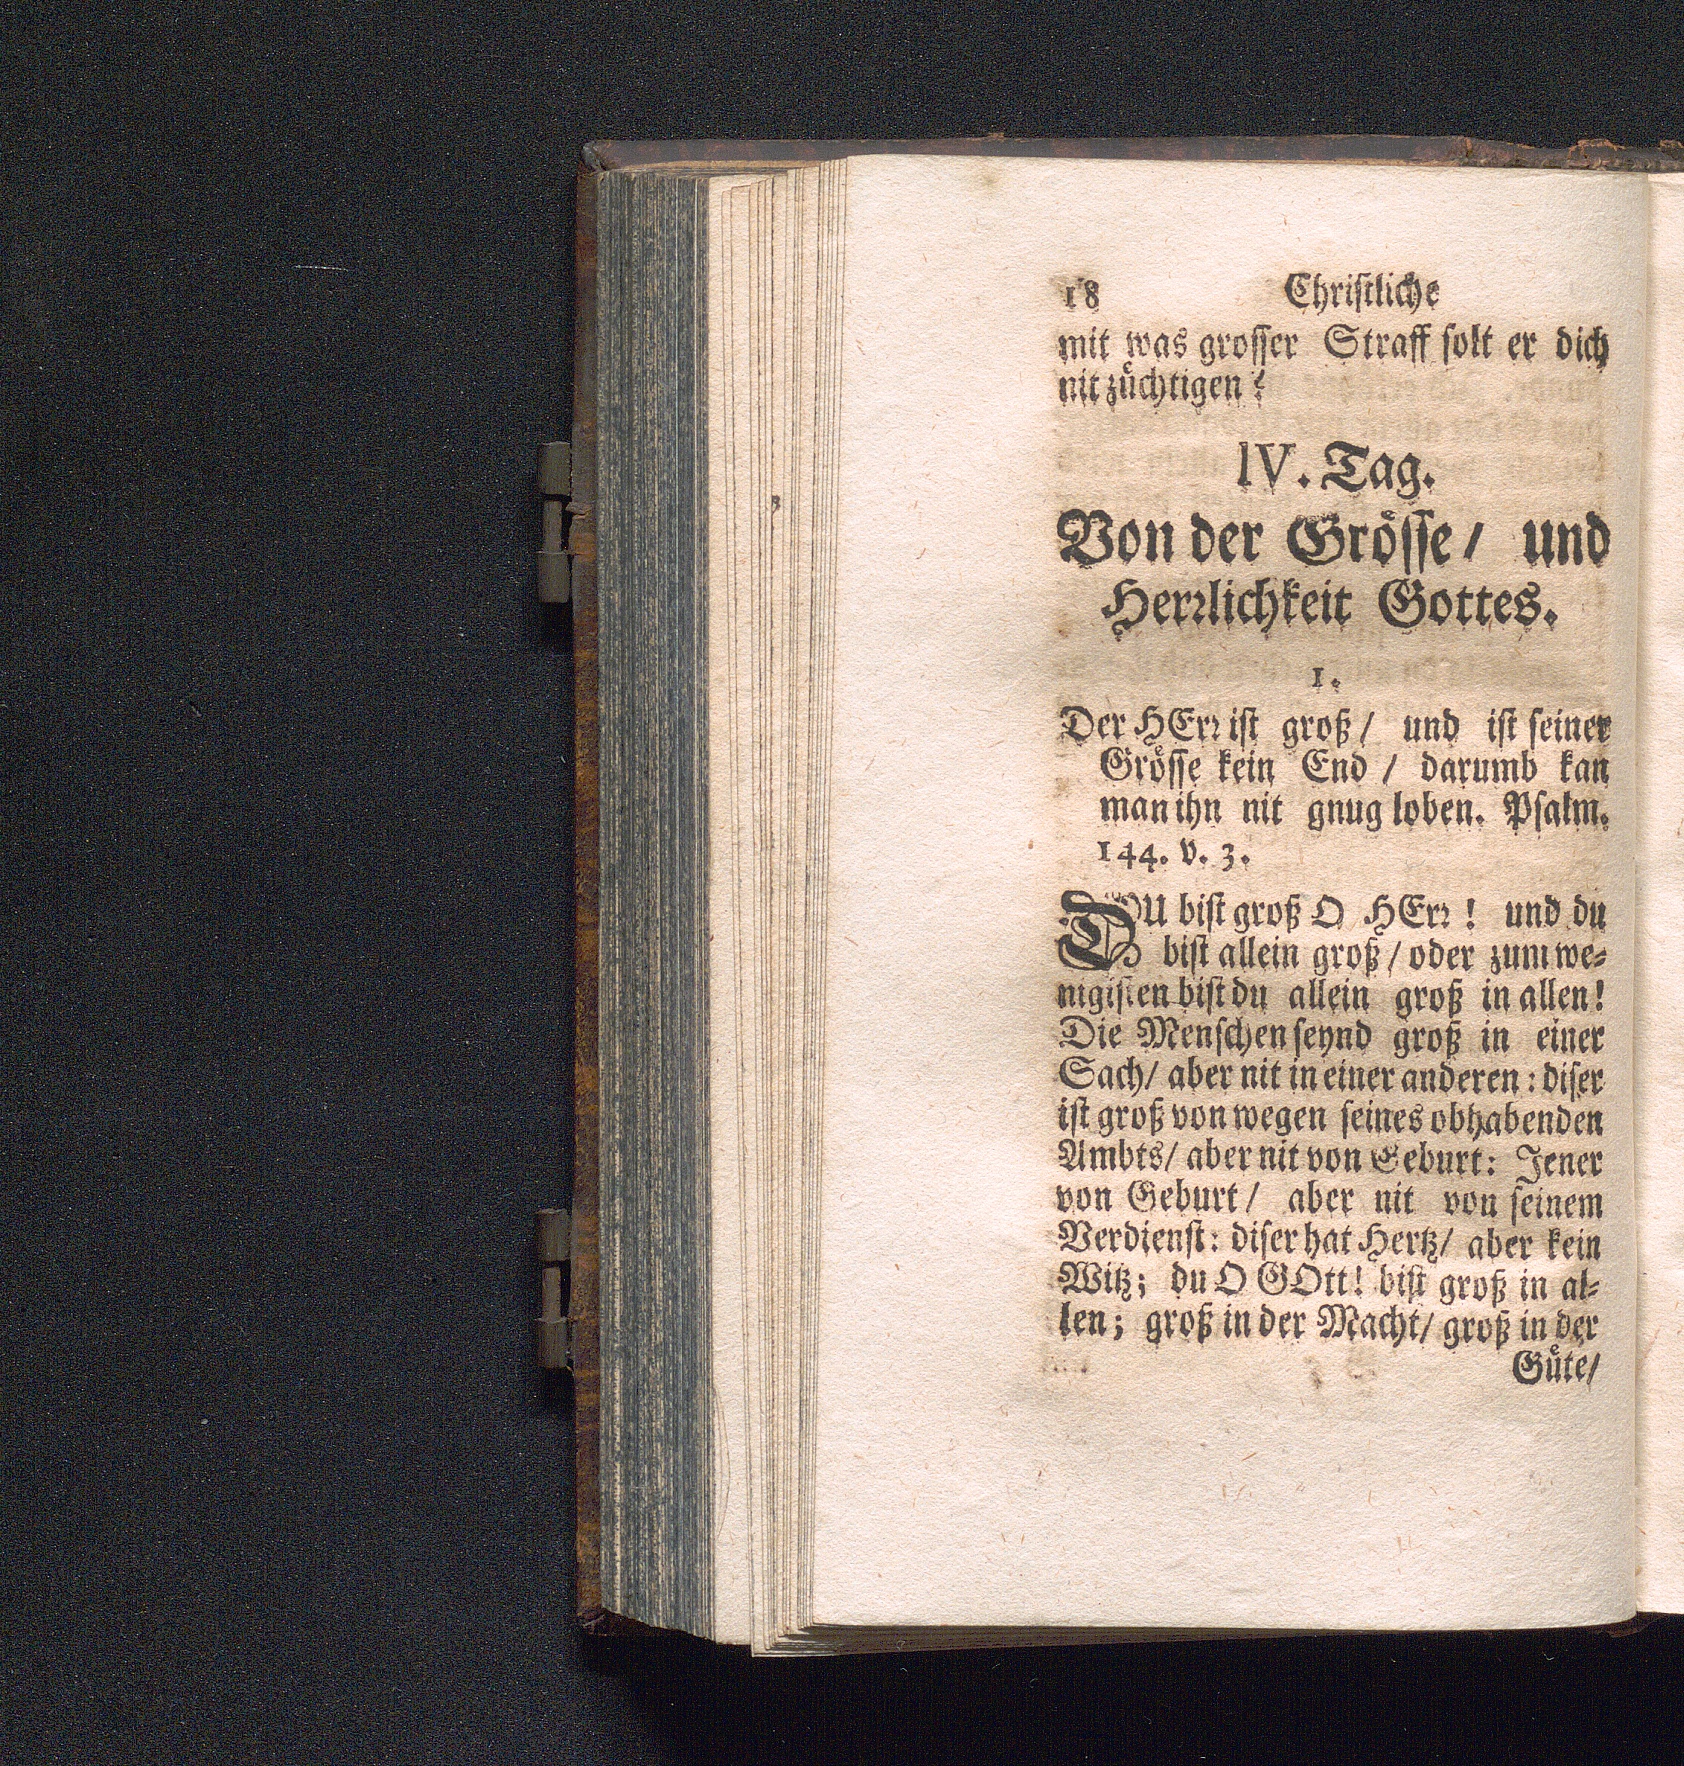 18 Christliche
mit was grosser Straff solt er dich
nit züchtigen?
IV. Tag.
Von der Grösse / und
Herrlichkeit Gottes.
1.
Der HErr ist groß / und ist seiner
Grösse kein End / darumb kan
man ihn nit gnug loben. Psalm.
144. v. 3.
DU bist groß O HErr! und du
bist allein groß / oder zum we-
nigisten bist du allein groß in allen!
Die Menschen seynd groß in einer
Sach / aber nit in einer anderen: diser
ist groß von wegen seines obhabenden
Ambts / aber nit von Geburt: Jener
von Geburt / aber nit von seinem
Verdienst: diser hat Hertz / aber kein
Witz; du O GOtt! bist groß in al-
len; groß in der Macht / groß in der
Güte /